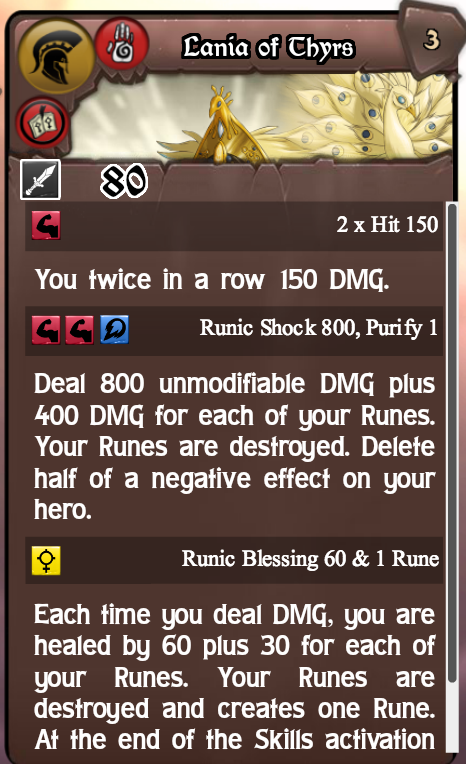 Lania of Thyrs
3
80
2 x Hit 150
You twice in a row 150 DMG.
Runic Shock 800, Purify 1
Deal 800 unmodifiable DMG plus
400 DMG for each of your Runes.
Your Runes are destroyed. Delete
half of a negative effect on your
hero.
Runic Blessing 60 & 1 Rune
Each time you deal DMG, you are
healed by 60 plus 30 for each of
your Runes. Your Runes are
destroyed and creates one Rune.
At the end of the Skills activation